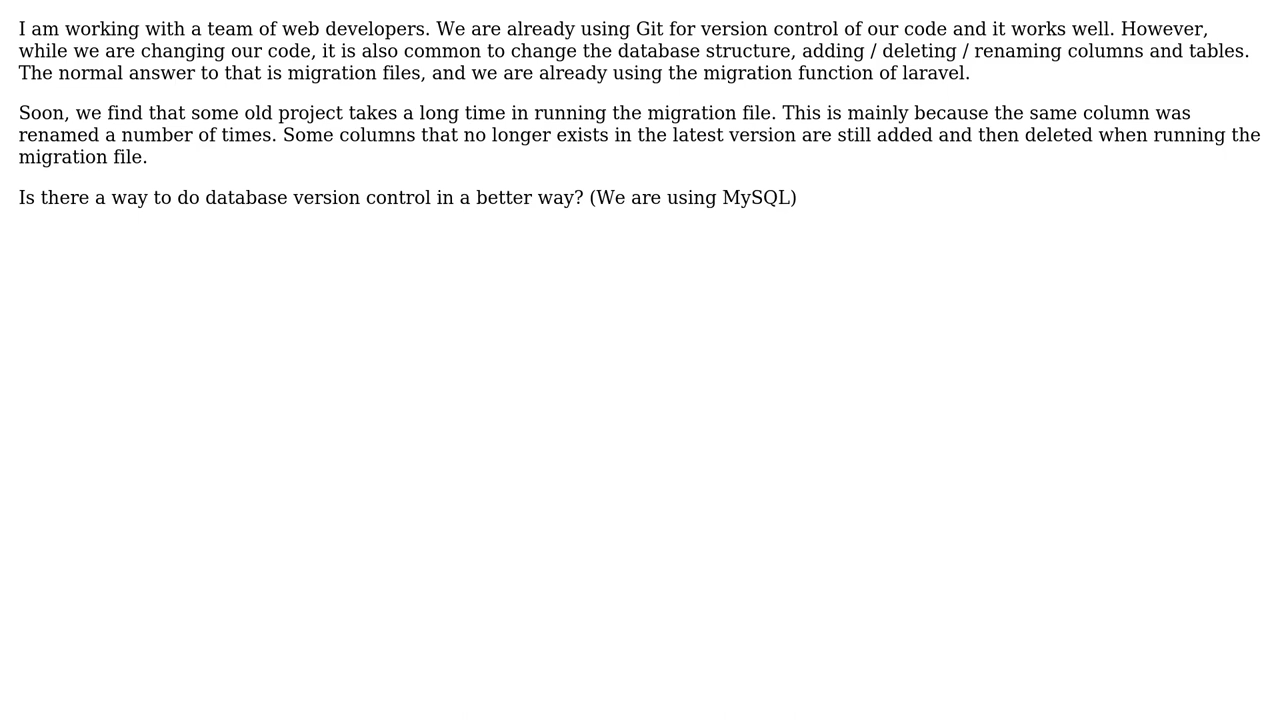 I am working with a team of web developers. We are already using Git for version control of our code and it works well. However,
while we are changing our code, it is also common to change the database structure, adding / deleting / renaming columns and tables.
The normal answer to that is migration files, and we are already using the migration function of laravel.
Soon, we find that some old project takes a long time in running the migration file. This is mainly because the same column was
renamed a number of times. Some columns that no longer exists in the latest version are still added and then deleted when running the
migration file.
Is there a way to do database version control in a better way? (We are using MySQL)